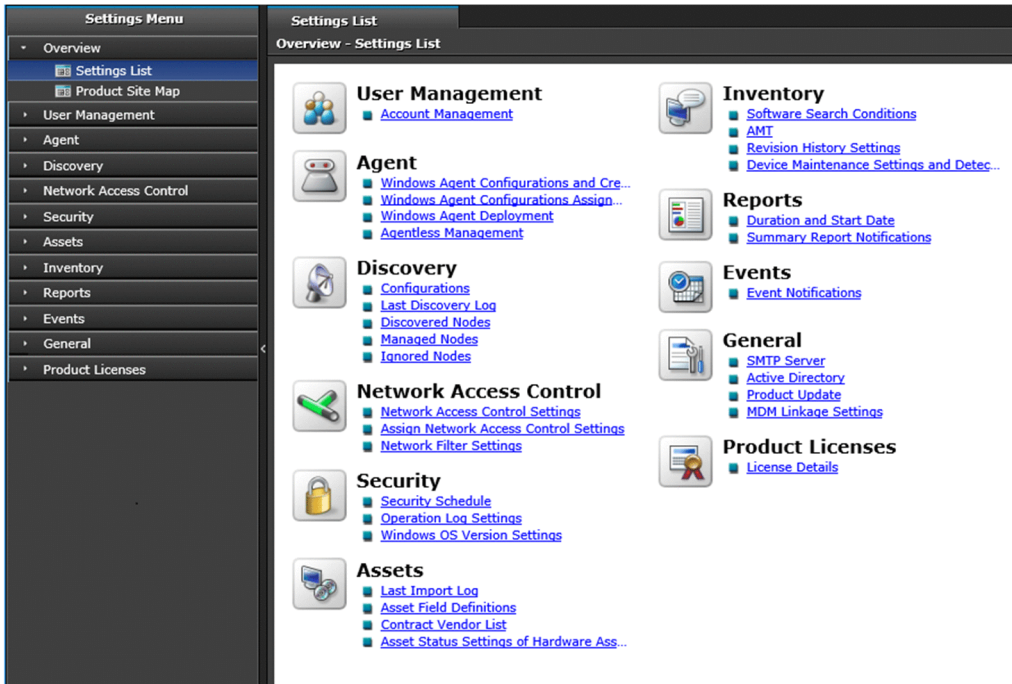 Settings Menu
Overview
Settings List
Product Site Map
User Management
Agent
Discovery
Network Access Control
Security
Assets
Inventory
Reports
Events
General
Product Licenses
Settings List
Overview - Settings List
User Management
Account Management
Agent
Windows Agent Configurations and Cre...
Windows Agent Configurations Assign...
Windows Agent Deployment
Agentless Management
Discovery
Configurations
Last Discovery Log
Discovered Nodes
Managed Nodes
Ignored Nodes
Network Access Control
Network Access Control Settings
Assign Network Access Control Settings
Network Filter Settings
Security
Security Schedule
Operation Log Settings
Windows OS Version Settings
Assets
Last Import Log
Asset Field Definitions
Contract Vendor List
Asset Status Settings of Hardware Ass...
Inventory
Software Search Conditions
AMT
Revision History Settings
Device Maintenance Settings and Detec...
Reports
Duration and Start Date
Summary Report Notifications
Events
Event Notifications
General
SMTP Server
Active Directory
Product Update
MDM Linkage Settings
Product Licenses
License Details